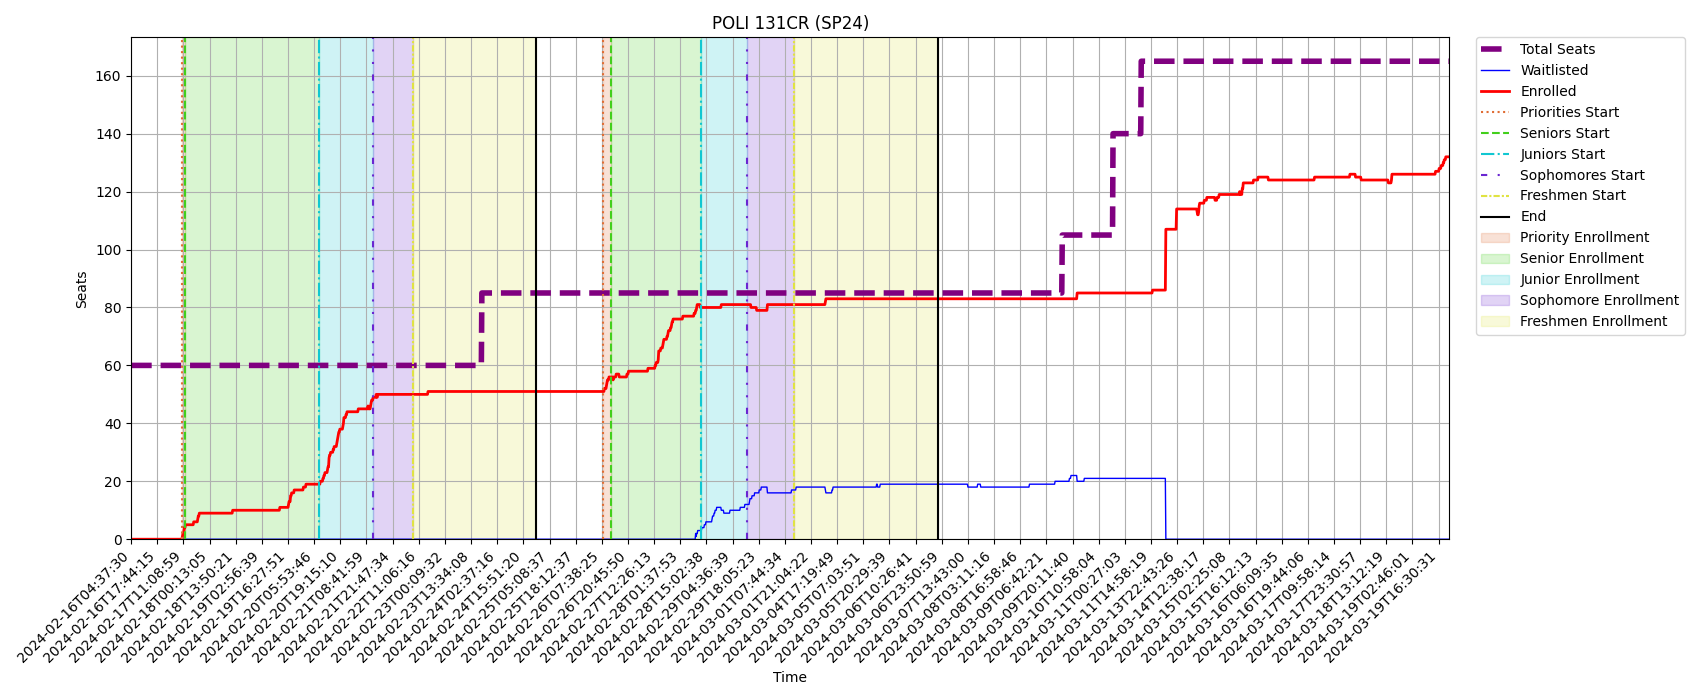 POLI 131CR (SP24)
Seats
160
140
120
100
80
60
40
20
0
Total Seats
Waitlisted
Enrolled
Priorities Start
Seniors Start
Juniors Start
Sophomores Start
Freshmen Start
End
Priority Enrollment
Senior Enrollment
Junior Enrollment
Sophomore Enrollment
Freshmen Enrollment
2024-02-16T04:37:30
2024-02-16T17:44:15
2024-02-17T11:08:59
2024-02-18T00:13:05
2024-02-18T13:50:21
2024-02-19T02:56:39
2024-02-19T16:27:51
2024-02-20T05:53:46
2024-02-20T19:15:10
2024-02-21T08:41:59
2024-02-21T21:47:34
2024-02-22T11:06:16
2024-02-23T00:09:32
2024-02-23T13:34:08
2024-02-24T02:37:16
2024-02-24T15:51:20
2024-02-25T05:08:37
2024-02-25T18:12:37
2024-02-26T07:38:25
2024-02-26T20:45:50
2024-02-27T12:26:13
2024-02-28T01:37:53
2024-02-28T15:02:38
2024-02-29T04:36:39
2024-02-29T18:05:23
2024-03-01T07:44:34
2024-03-01T21:04:22
2024-03-04T17:19:49
2024-03-05T07:03:51
2024-03-05T20:29:39
2024-03-06T10:26:41
2024-03-06T23:50:59
2024-03-07T13:43:00
2024-03-08T03:11:16
2024-03-08T16:58:46
2024-03-09T06:42:21
2024-03-09T20:11:40
2024-03-10T10:58:04
2024-03-11T00:27:03
2024-03-11T14:58:19
2024-03-13T22:43:26
2024-03-14T12:38:17
2024-03-15T02:25:08
2024-03-15T16:12:13
2024-03-16T06:09:35
2024-03-16T19:44:06
2024-03-17T09:58:14
2024-03-17T23:30:57
2024-03-18T13:12:19
2024-03-19T02:46:01
2024-03-19T16:30:31
Time